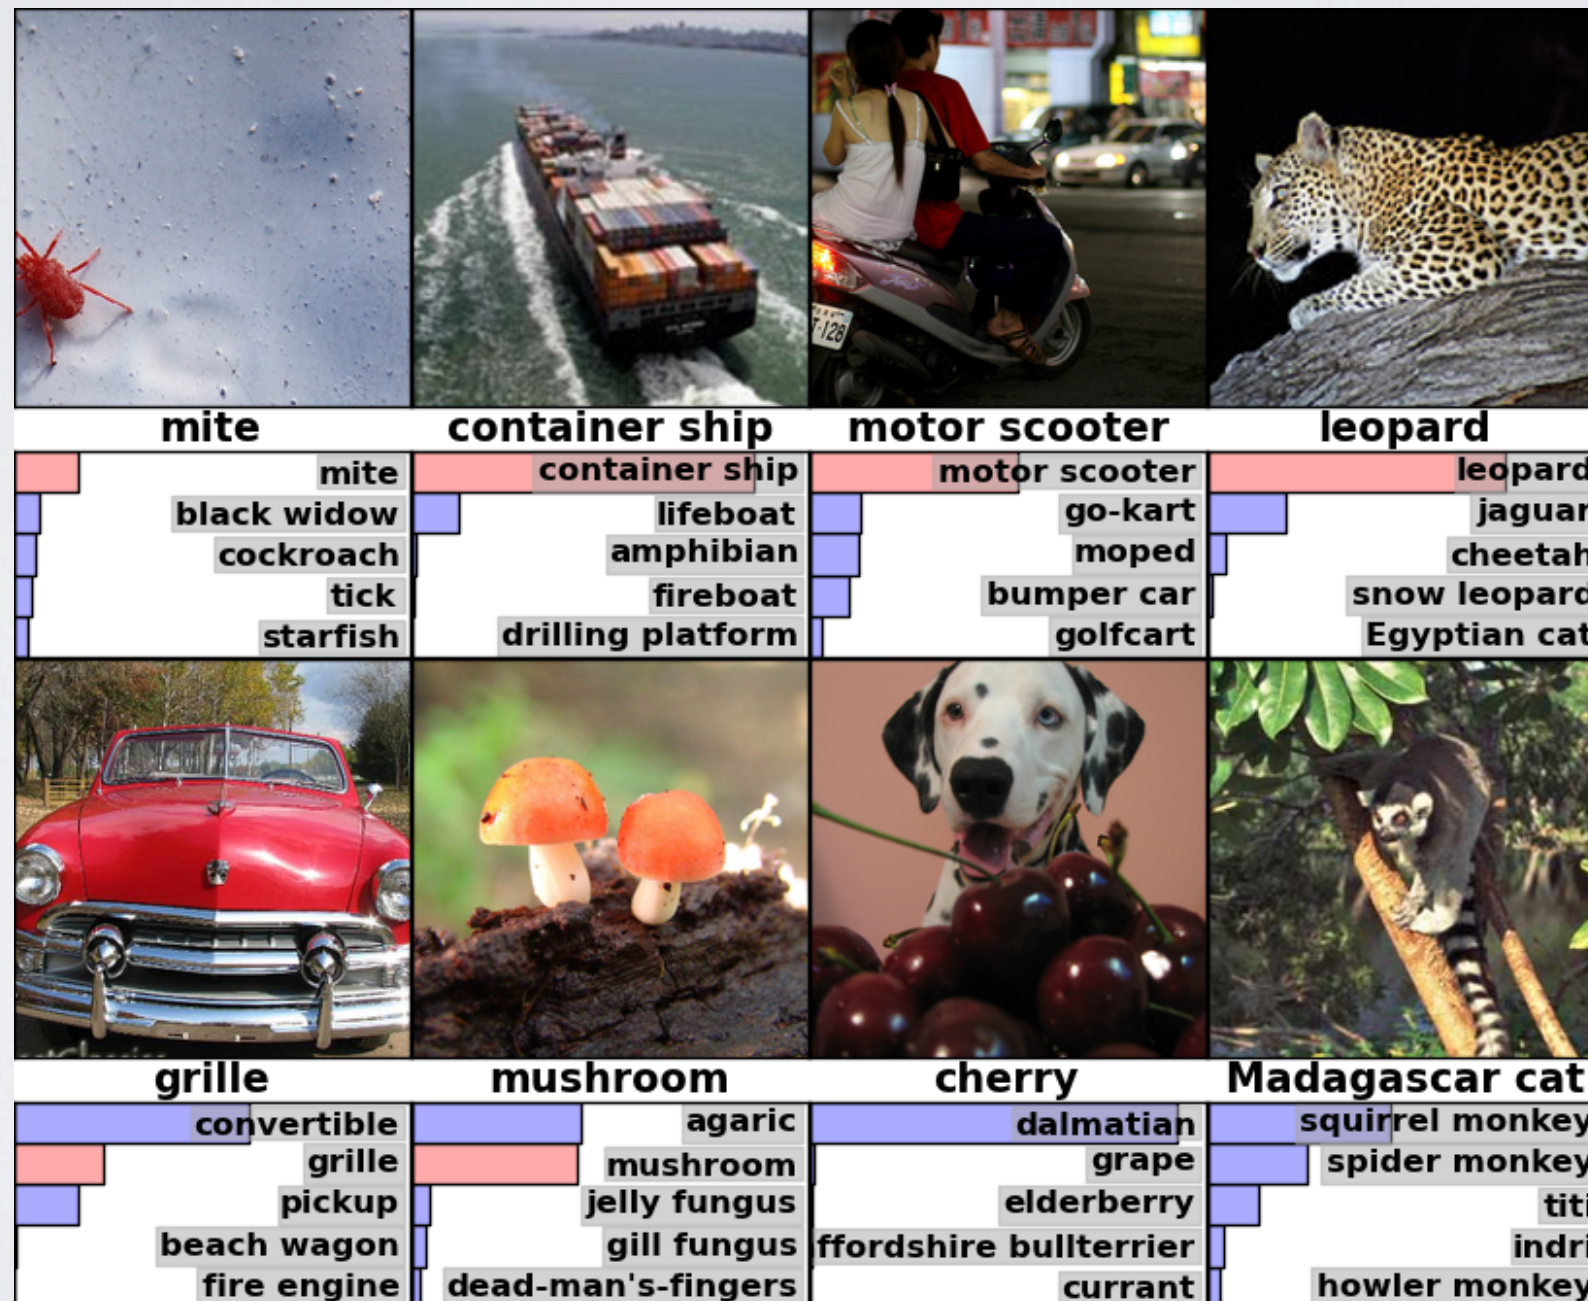 T-128
mite
container ship
motor scooter
leopard
mite
black widow
cockroach
tick
starfish
container ship
lifeboat
amphibian
fireboat
drilling platform
motor scooter
go-kart
moped
bumper car
golfcart
leopard
jaguar
cheetah
snow leopard
Egyptian cat
grille
mushroom
cherry
Madagascar cat
convertible
grille
pickup
beach wagon
fire engine
agaric
mushroom
jelly fungus
gill fungus
dead-man's-fingers
dalmatian
grape
elderberry
ffordshire bullterrier
currant
squirrel monkey
spider monkey
titi
indri
howler monkey